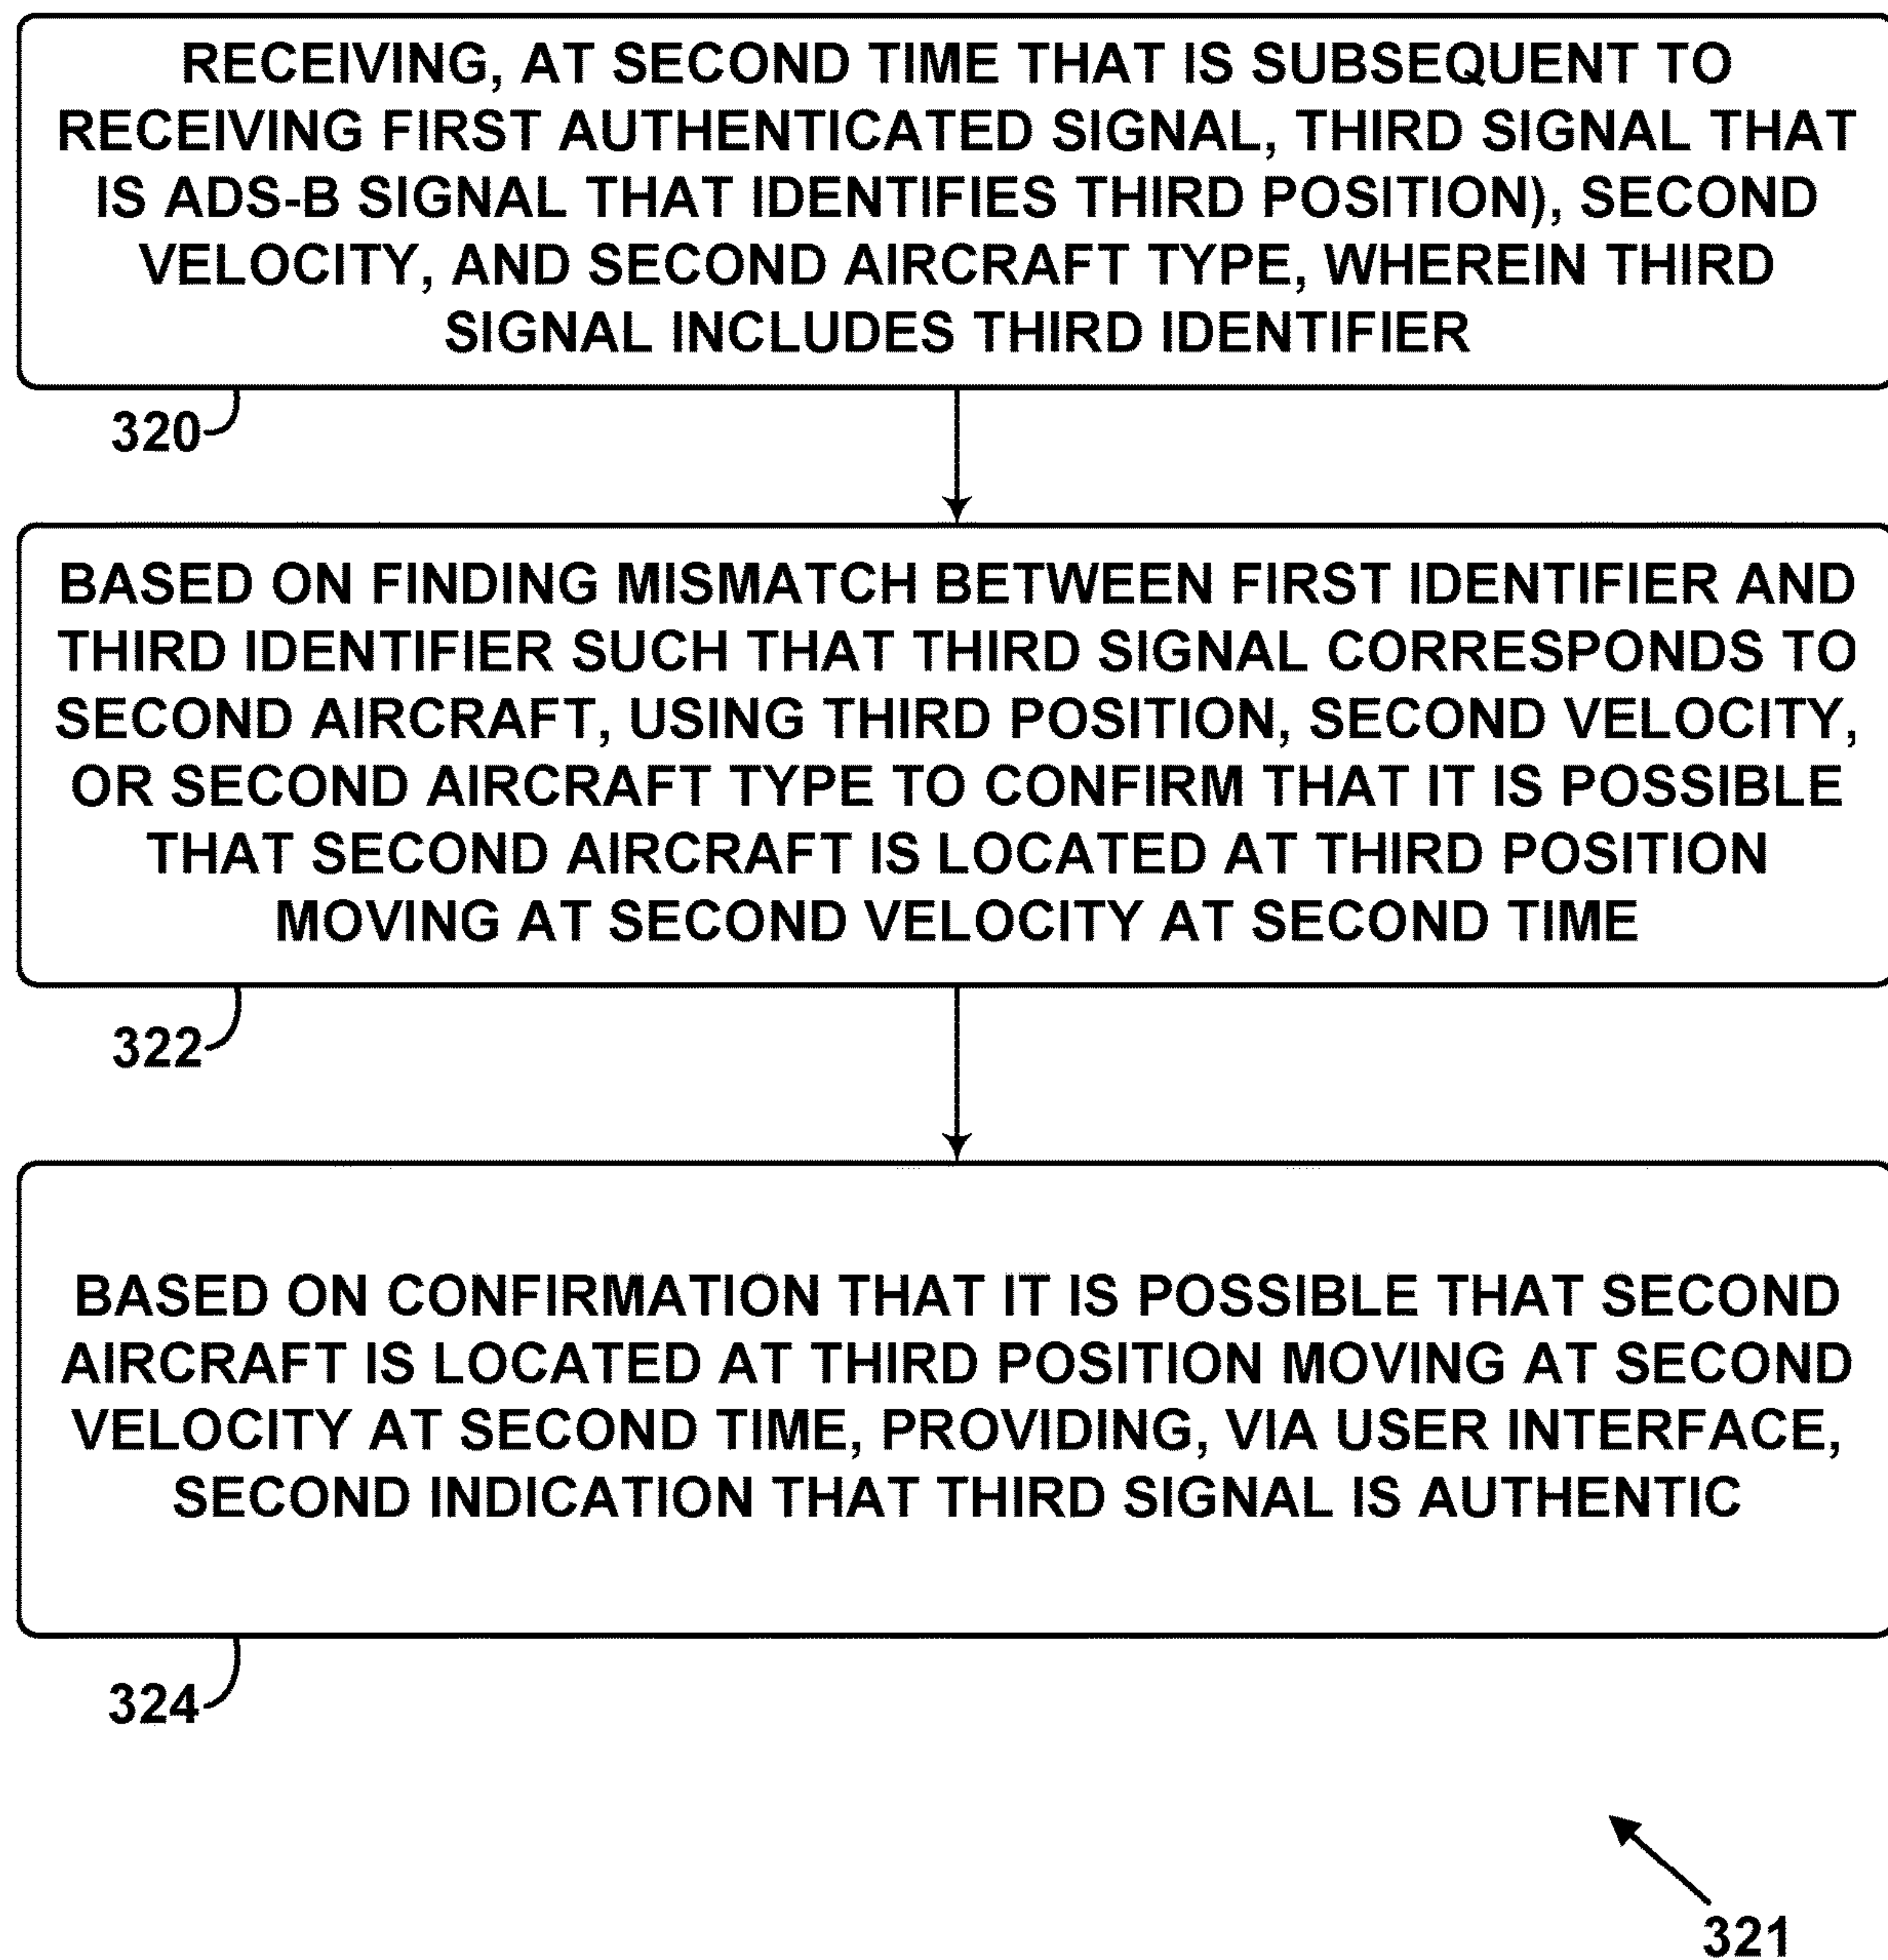 RECEIVING, AT SECOND TIME THAT IS SUBSEQUENT TO
RECEIVING FIRST AUTHENTICATED SIGNAL, THIRD SIGNAL THAT
IS ADS-B SIGNAL THAT IDENTIFIES THIRD POSITION), SECOND
VELOCITY, AND SECOND AIRCRAFT TYPE, WHEREIN THIRD
SIGNAL INCLUDES THIRD IDENTIFIER
320
BASED ON FINDING MISMATCH BETWEEN FIRST IDENTIFIER AND
THIRD IDENTIFIER SUCH THAT THIRD SIGNAL CORRESPONDS TO
SECOND AIRCRAFT, USING THIRD POSITION, SECOND VELOCITY,
OR SECOND AIRCRAFT TYPE TO CONFIRM THAT IT IS POSSIBLE
THAT SECOND AIRCRAFT IS LOCATED AT THIRD POSITION
MOVING AT SECOND VELOCITY AT SECOND TIME
322
BASED ON CONFIRMATION THAT IT IS POSSIBLE THAT SECOND
AIRCRAFT IS LOCATED AT THIRD POSITION MOVING AT SECOND
VELOCITY AT SECOND TIME, PROVIDING, VIA USER INTERFACE,
SECOND INDICATION THAT THIRD SIGNAL IS AUTHENTIC
324
321